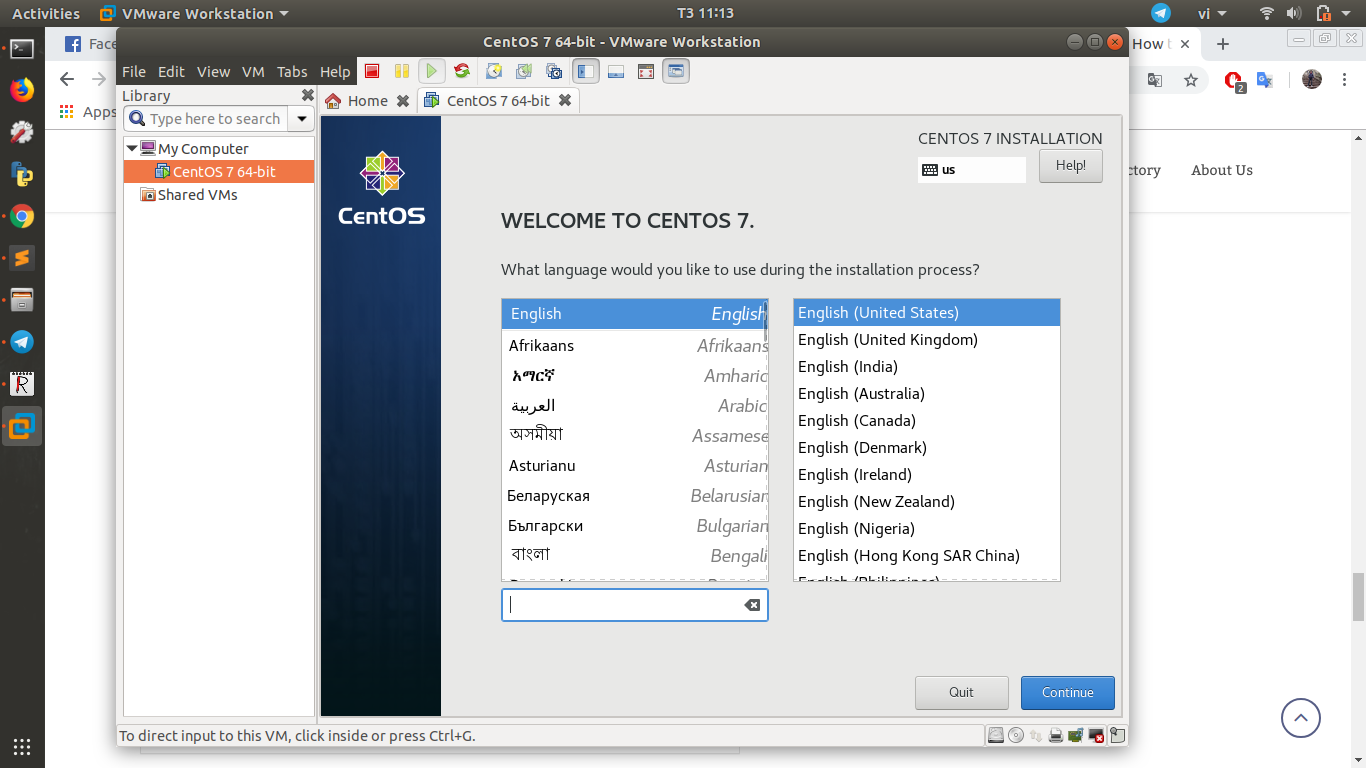 Activities
VMware Workstation
T3 11:13
vi
Face
CentOS 7 64-bit - VMware Workstation
How t
File Edit View VM Tabs Help
2
Apps
Library
Home
CentOS 7 64-bit
Type here to search
My Computer
CentOS 7 64-bit
Shared VMs
CentOS
CENTOS 7 INSTALLATION
us
Help!
ctory
About Us
WELCOME TO CENTOS 7.
What language would you like to use during the installation process?
English English
Afrikaans Afrikaans
አማርኛ Amharic
العربية Arabic
অসমীয়া Assamese
Asturianu Asturian
Беларуская Belarusian
Български Bulgarian
বাংলা Bengali
English (United States)
English (United Kingdom)
English (India)
English (Australia)
English (Canada)
English (Denmark)
English (Ireland)
English (New Zealand)
English (Nigeria)
English (Hong Kong SAR China)
English (Philippines)
Quit
Continue
To direct input to this VM, click inside or press Ctrl+G.